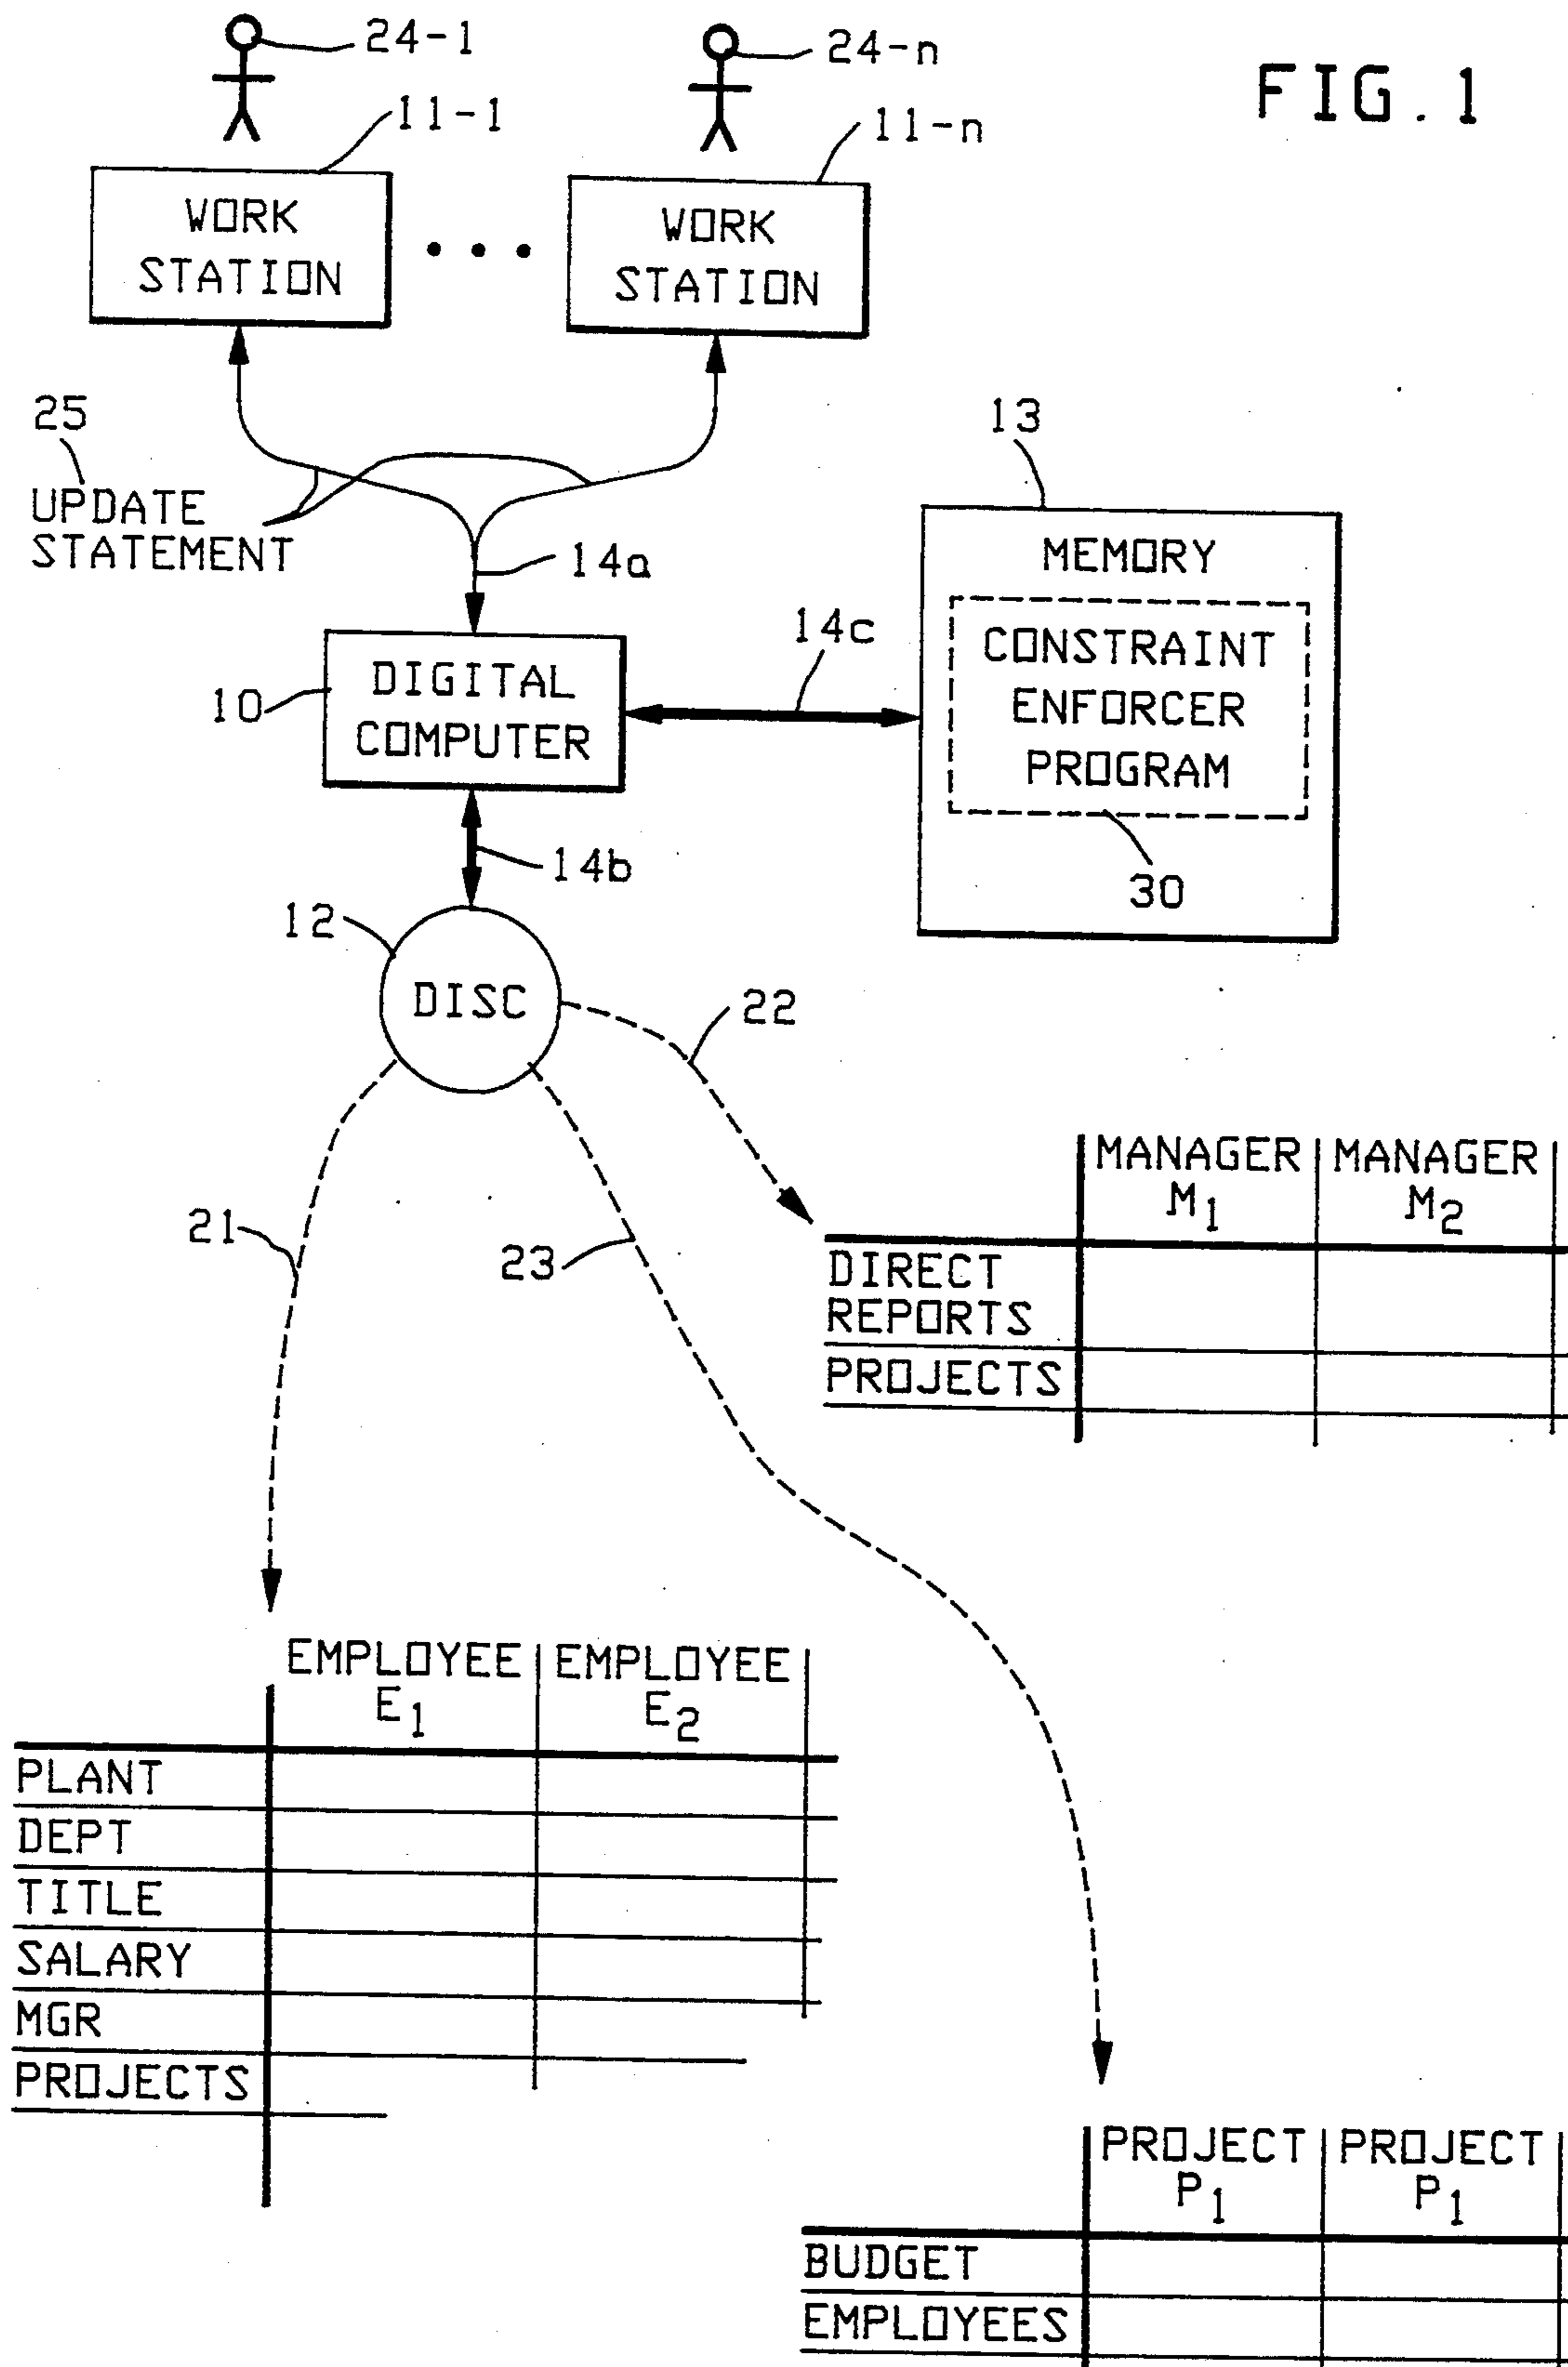 24-1
24-n
FIG. 1
11-1
11-n
WORK
STATION
WORK
STATION
25
UPDATE
STATEMENT
14a
13
MEMORY
CONSTRAINT
ENFORCER
PROGRAM
30
14c
10
DIGITAL
COMPUTER
14b
12
DISC
22
21
23
MANAGER M1
MANAGER M2
DIRECT
REPORTS
PROJECTS
EMPLOYEE E1
EMPLOYEE E2
PLANT
DEPT
TITLE
SALARY
MGR
PROJECTS
PROJECT P1
PROJECT P1
BUDGET
EMPLOYEES